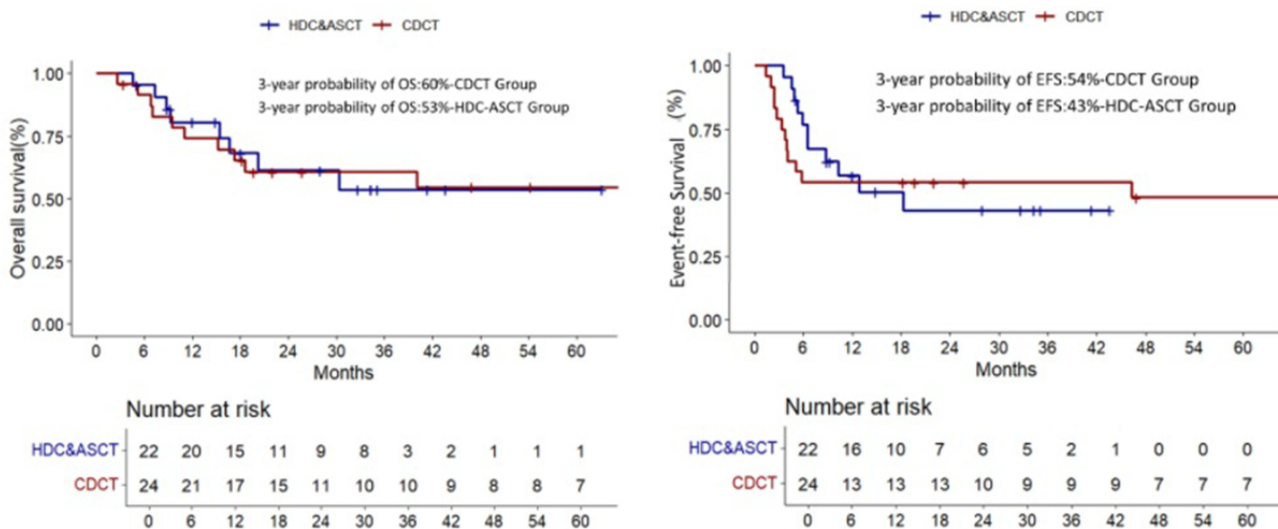 HDC&ASCT CDCT
3-year probability of OS:60%-CDCT Group
3-year probability of OS:53%-HDC-ASCT Group
Overall survival(%)
1.00
0.75
0.50
0.25
0.00
0 6 12 18 24 30 36 42 48 54 60
Months
Number at risk
HDC&ASCT 22 20 15 11 9 8 3 2 1 1 1
CDCT 24 21 17 15 11 10 10 9 8 8 7
0 6 12 18 24 30 36 42 48 54 60
HDC&ASCT CDCT
3-year probability of EFS:54%-CDCT Group
3-year probability of EFS:43%-HDC-ASCT Group
Event-free Survival (%)
1.00
0.75
0.50
0.25
0.00
0 6 12 18 24 30 36 42 48 54 60
Months
Number at risk
HDC&ASCT 22 16 10 7 6 5 2 1 0 0 0
CDCT 24 13 13 13 10 9 9 9 7 7 7
0 6 12 18 24 30 36 42 48 54 60